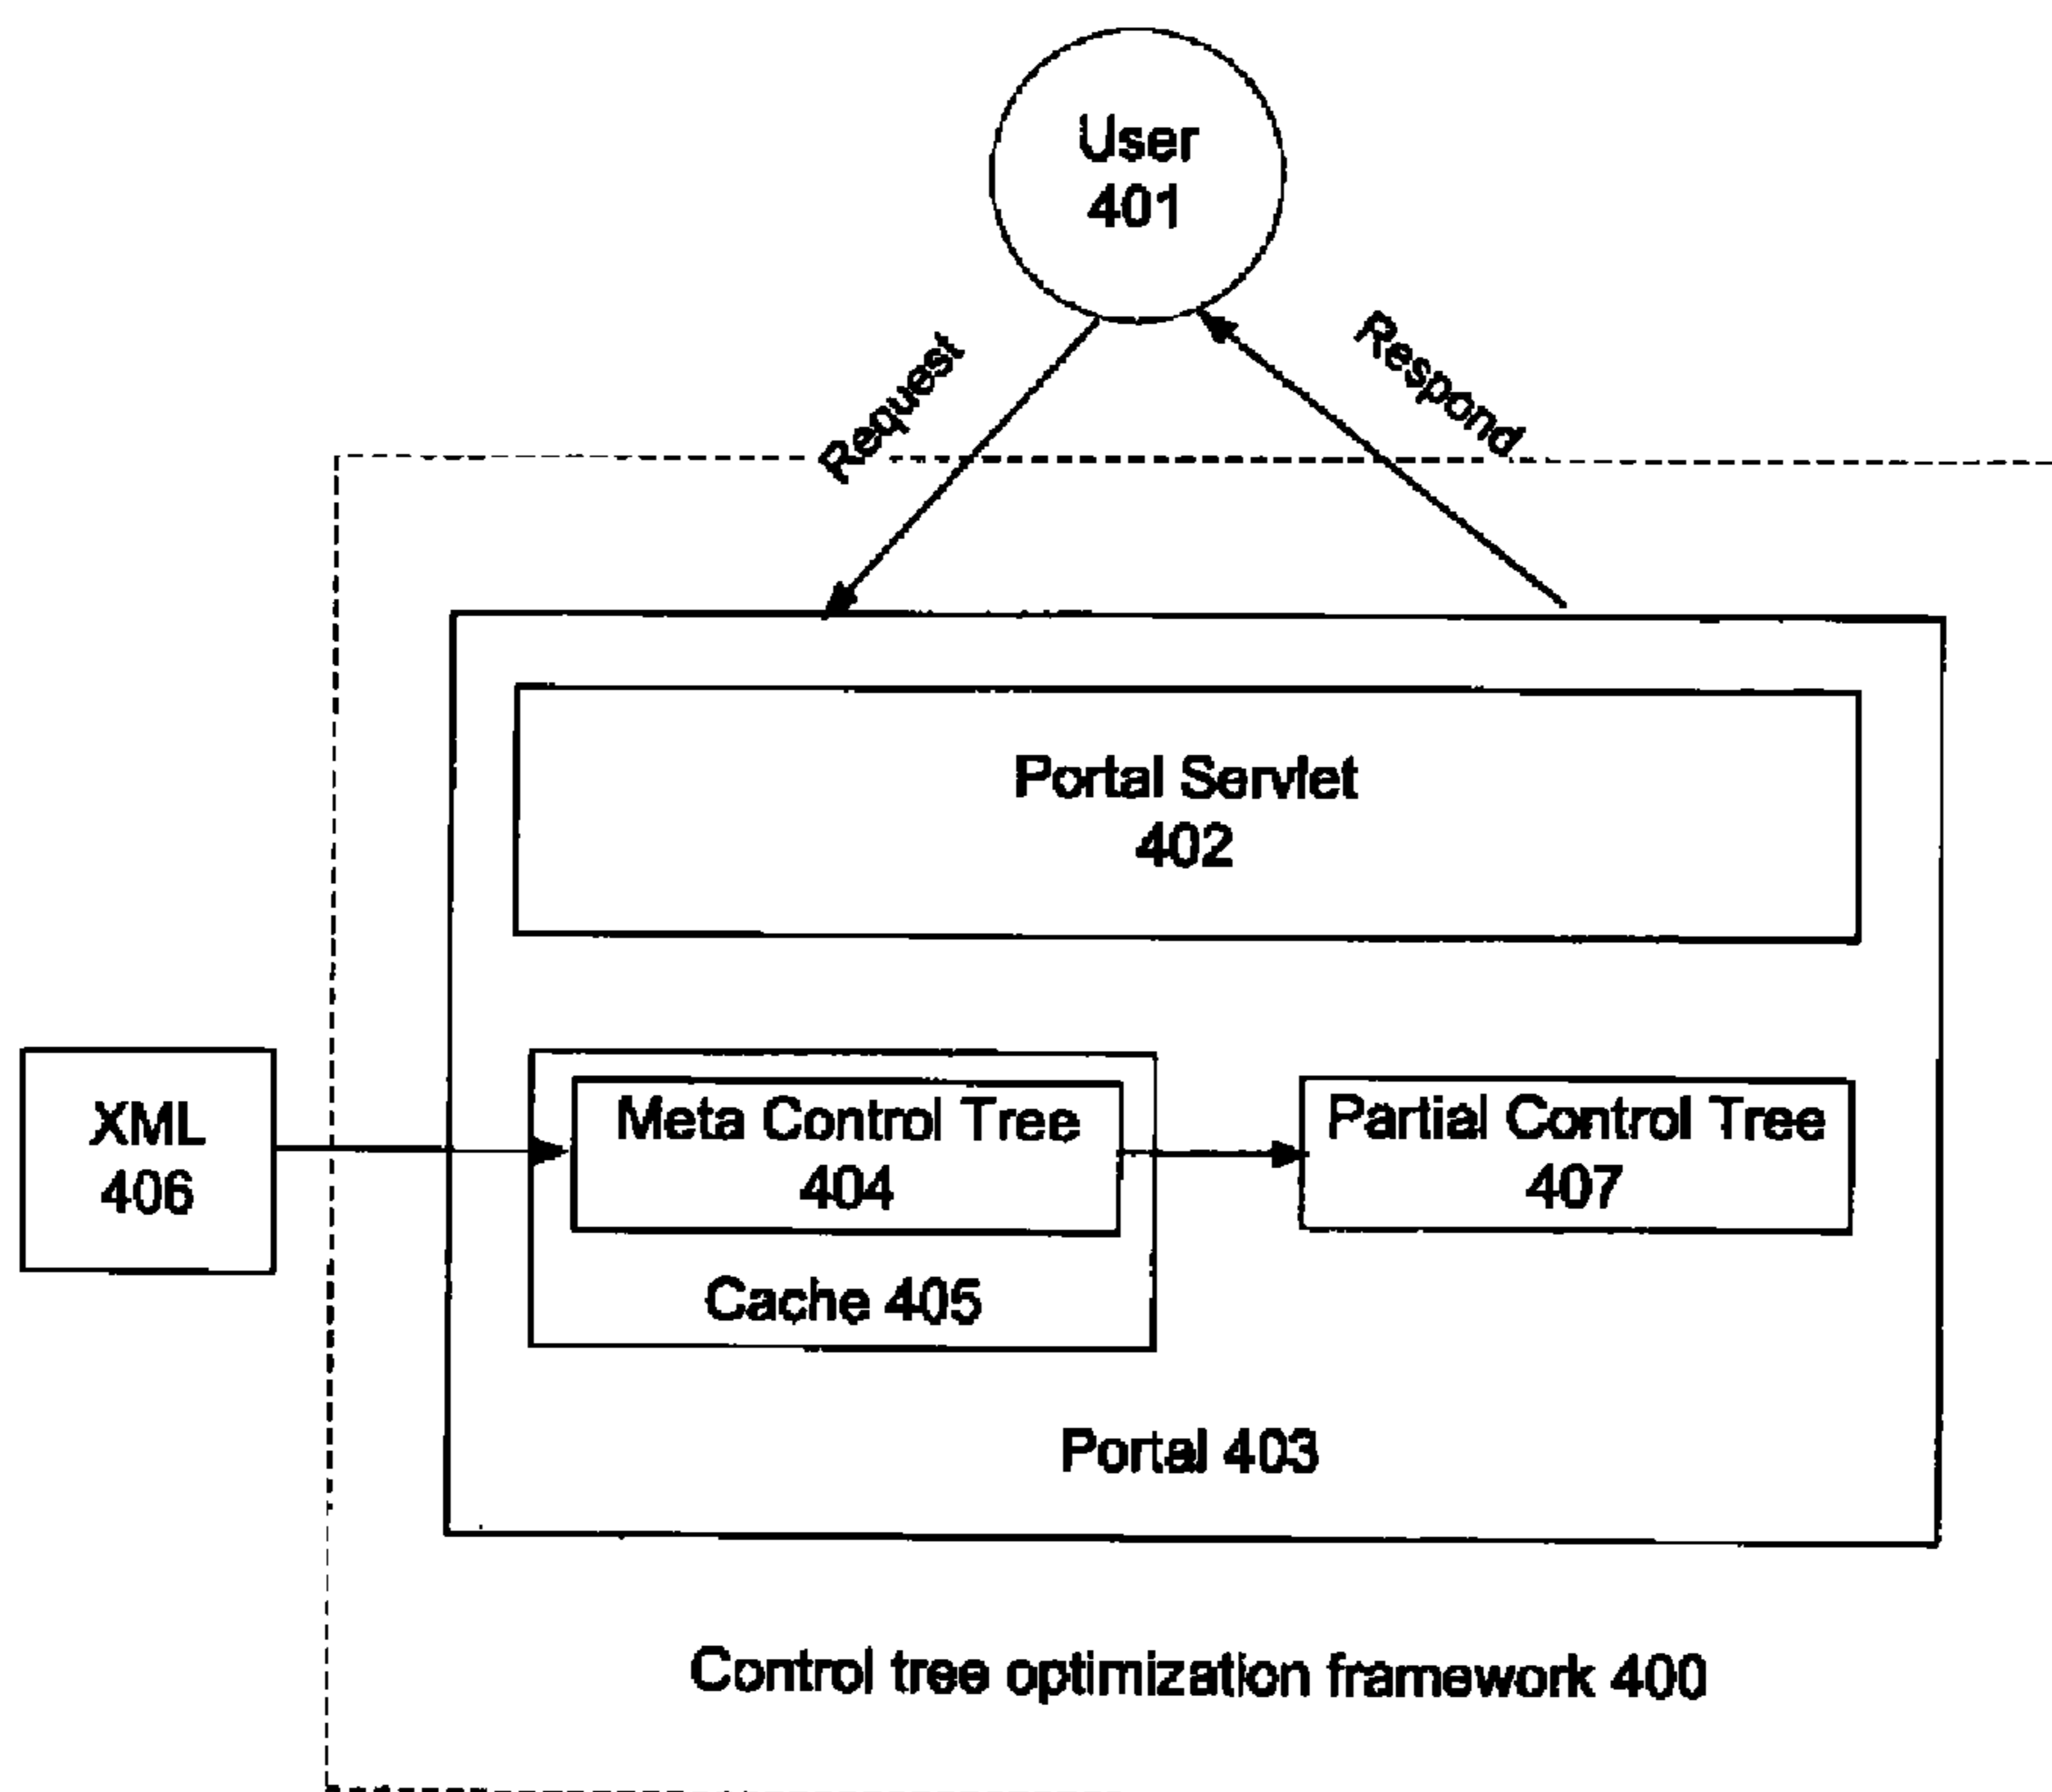 User
401
Request
Respond
Portal Servlet
402
XML
406
Meta Control Tree
404
Partial Control Tree
407
Cache 405
Portal 403
Control tree optimization framework 400